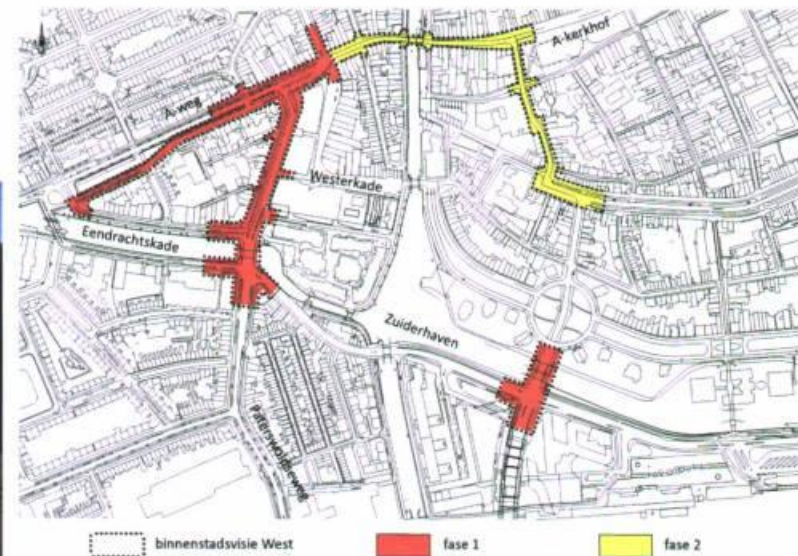 A-kerkhof
A-weg
Westerkade
Eendrachtskade
Zuiderhaven
Paterswoldseweg
binnenstadsvisie West
fase 1
fase 2